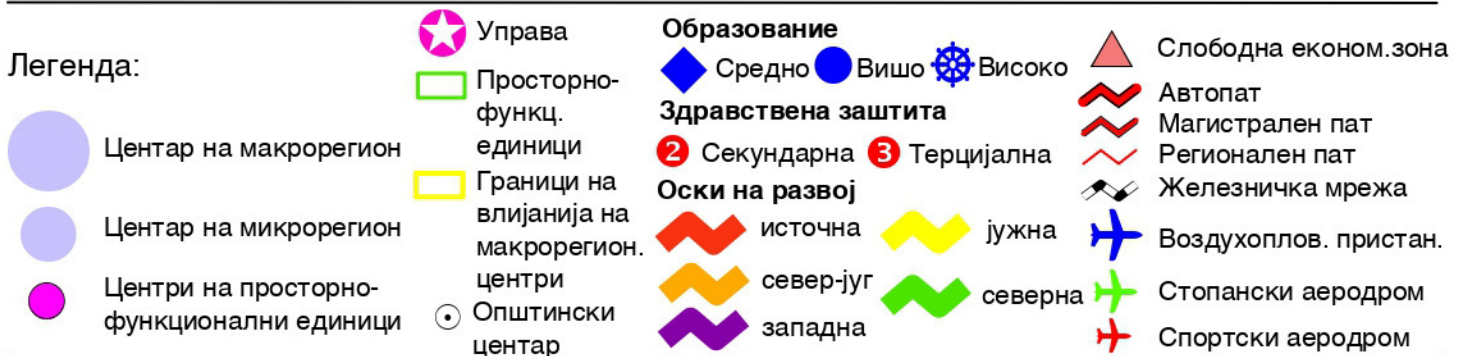 Легенда:
Центар на макрорегион
Центар на микрорегион
Центри на просторно-
функционални единици
Управа
Просторно-
функц.
единици
Граници на
влијанија на
макрорегион.
центри
Општински
центар
Образование
Средно Вишо Високо
Здравствена заштита
2 Секундарна 3 Терцијална
Оски на развој
источна јужна
север-југ северна
западна
Слободна економ.зона
Автопат
Магистрален пат
Регионален пат
Железничка мрежа
Воздухоплов. пристан.
Стопански аеродром
Спортски аеродром